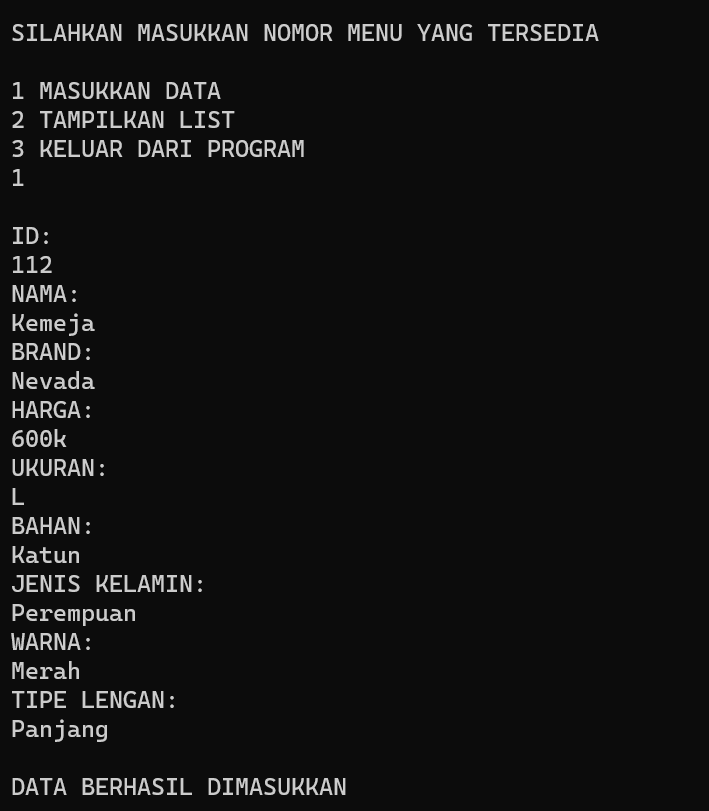 SILAHKAN MASUKKAN NOMOR MENU YANG TERSEDIA
1 MASUKKAN DATA
2 TAMPILKAN LIST
3 KELUAR DARI PROGRAM
1
ID:
112
NAMA:
Kemeja
BRAND:
Nevada
HARGA:
600k
UKURAN:
L
BAHAN:
Katun
JENIS KELAMIN:
Perempuan
WARNA:
Merah
TIPE LENGAN:
Panjang
DATA BERHASIL DIMASUKKAN